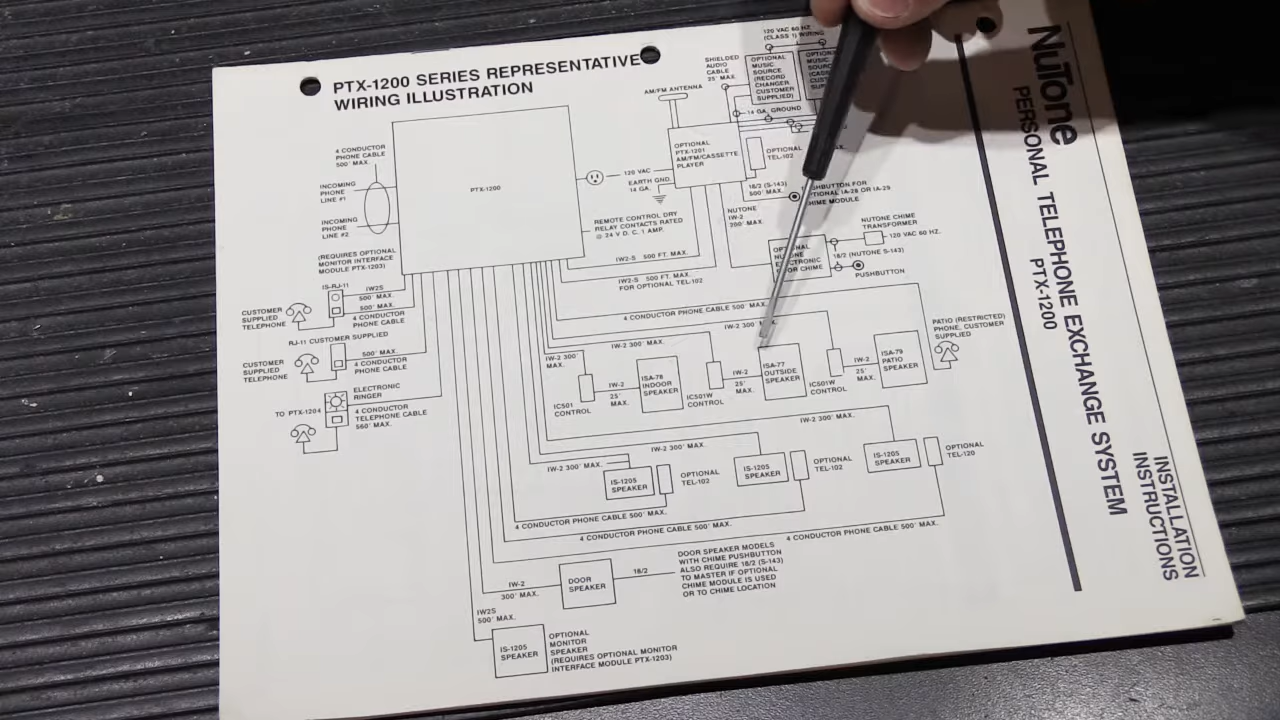 PTX-1200 SERIES REPRESENTATIVE
WIRING ILLUSTRATION
4 CONDUCTOR
PHONE CABLE
500' MAX.
INCOMING
PHONE
LINE #1
INCOMING
PHONE
LINE #2
(REQUIRES OPTIONAL
MONITOR INTERFACE
MODULE PTX-1203)
PTX-1200
120 VAC
EARTH GND.
14 GA.
REMOTE CONTROL DRY
RELAY CONTACTS RATED
@ 24 V D. C. 1 AMP.
AM/FM ANTENNA
SHIELDED
AUDIO
CABLE
25' MAX.
120 VAC 60 HZ
(CLASS 1) WIRING
OPTIONAL
MUSIC
SOURCE
(RECORD
CHANGER,
CUSTOMER
SUPPLIED)
14 GA. GROUND
OPTIONAL
PTX-1201
AM/FM/CASSETTE
PLAYER
OPTIONAL
TEL-102
18/2 (S-143)
500' MAX.
NUTONE
IW-2
200' MAX.
OPTIONAL
NUTONE
NUTONE CHIME
TRANSFORMER
120 VAC 60 HZ.
18/2 (NUTONE S-143)
PUSHBUTTON
IW2-S 500 FT. MAX.
IW2-S 500 FT. MAX.
FOR OPTIONAL TEL-102
IS-RJ-11
IW2S
500' MAX.
500' MAX.
4 CONDUCTOR
PHONE CABLE
CUSTOMER
SUPPLIED
TELEPHONE
RJ-11 CUSTOMER SUPPLIED
500' MAX.
4 CONDUCTOR
PHONE CABLE
CUSTOMER
SUPPLIED
TELEPHONE
ELECTRONIC
RINGER
TO PTX-1204
4 CONDUCTOR
TELEPHONE CABLE
560' MAX.
4 CONDUCTOR PHONE CABLE 500' MAX.
IW-2 300'
IW-2 300' MAX.
IW-2 300'
MAX.
IC501
CONTROL
IW-2
25'
MAX.
ISA-78
INDOOR
SPEAKER
IC501W
CONTROL
IW-2
25'
MAX.
ISA-77
OUTSIDE
SPEAKER
IC501W
CONTROL
IW-2
25'
MAX.
ISA-79
PATIO
SPEAKER
PATIO (RESTRICTED)
PHONE, CUSTOMER
SUPPLIED
IW-2 300' MAX.
IW-2 300' MAX.
IW-2 300' MAX.
IS-1205
SPEAKER
OPTIONAL
TEL-102
IS-1205
SPEAKER
OPTIONAL
TEL-102
IS-1205
SPEAKER
OPTIONAL
TEL-120
4 CONDUCTOR PHONE CABLE 500' MAX.
4 CONDUCTOR PHONE CABLE 500' MAX.
4 CONDUCTOR PHONE CABLE 500' MAX.
IW-2
300' MAX.
DOOR
SPEAKER
18/2
DOOR SPEAKER MODELS
WITH CHIME PUSHBUTTON
ALSO REQUIRE 18/2 (S-143)
TO MASTER IF OPTIONAL
CHIME MODULE IS USED
OR TO CHIME LOCATION
IW2S
500' MAX.
IS-1205
SPEAKER
OPTIONAL
MONITOR
SPEAKER
(REQUIRES OPTIONAL MONITOR
INTERFACE MODULE PTX-1203)
NuTone
PERSONAL TELEPHONE EXCHANGE SYSTEM
PTX-1200
INSTALLATION
INSTRUCTIONS